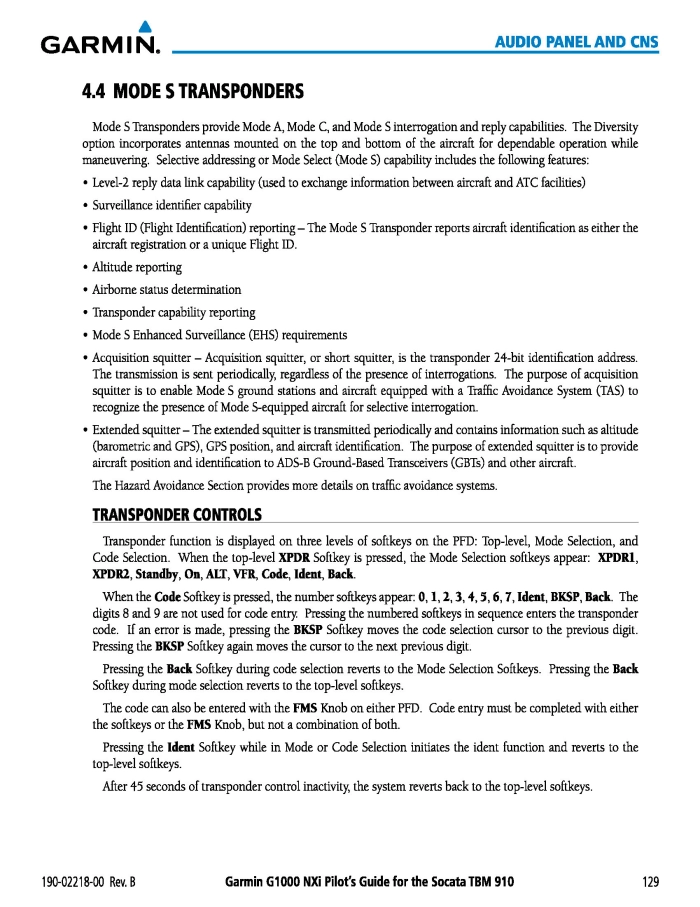 GARMIN.
AUDIO PANEL AND CNS
4.4 MODE S TRANSPONDERS
Mode S Transponders provide Mode A, Mode C, and Mode S interrogation and reply capabilities. The Diversity
option incorporates antennas mounted on the top and bottom of the aircraft for dependable operation while
maneuvering. Selective addressing or Mode Select (Mode S) capability includes the following features:
• Level-2 reply data link capability (used to exchange information between aircraft and ATC facilities)
• Surveillance identifier capability
• Flight ID (Flight Identification) reporting – The Mode S Transponder reports aircraft identification as either the
aircraft registration or a unique Flight ID.
• Altitude reporting
• Airborne status determination
• Transponder capability reporting
• Mode S Enhanced Surveillance (EHS) requirements
• Acquisition squitter – Acquisition squitter, or short squitter, is the transponder 24-bit identification address.
The transmission is sent periodically, regardless of the presence of interrogations. The purpose of acquisition
squitter is to enable Mode S ground stations and aircraft equipped with a Traffic Avoidance System (TAS) to
recognize the presence of Mode S-equipped aircraft for selective interrogation.
• Extended squitter – The extended squitter is transmitted periodically and contains information such as altitude
(barometric and GPS), GPS position, and aircraft identification. The purpose of extended squitter is to provide
aircraft position and identification to ADS-B Ground-Based Transceivers (GBTs) and other aircraft.
The Hazard Avoidance Section provides more details on traffic avoidance systems.
TRANSPONDER CONTROLS
Transponder function is displayed on three levels of softkeys on the PFD: Top-level, Mode Selection, and
Code Selection. When the top-level XPDR Softkey is pressed, the Mode Selection softkeys appear: XPDR1,
XPDR2, Standby, On, ALT, VFR, Code, Ident, Back.
When the Code Softkey is pressed, the number softkeys appear: 0, 1, 2, 3, 4, 5, 6, 7, Ident, BKSP, Back. The
digits 8 and 9 are not used for code entry. Pressing the numbered softkeys in sequence enters the transponder
code. If an error is made, pressing the BKSP Softkey moves the code selection cursor to the previous digit.
Pressing the BKSP Softkey again moves the cursor to the next previous digit.
Pressing the Back Softkey during code selection reverts to the Mode Selection Softkeys. Pressing the Back
Softkey during mode selection reverts to the top-level softkeys.
The code can also be entered with the FMS Knob on either PFD. Code entry must be completed with either
the softkeys or the FMS Knob, but not a combination of both.
Pressing the Ident Softkey while in Mode or Code Selection initiates the ident function and reverts to the
top-level softkeys.
After 45 seconds of transponder control inactivity, the system reverts back to the top-level softkeys.
190-02218-00 Rev. B
Garmin G1000 NXi Pilot's Guide for the Socata TBM 910
129